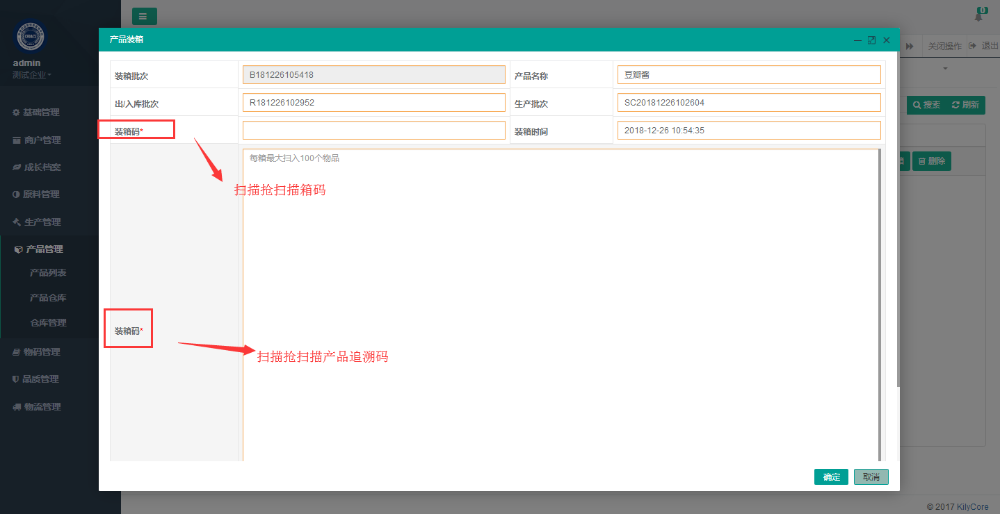 0
CYBACE
admin
测试企业
关闭操作
退出
基础管理
商户管理
成长档案
原料管理
生产管理
产品管理
产品列表
产品仓库
仓库管理
物码管理
品质管理
物流管理
搜索
刷新
箱
删除
产品装箱
装箱批次
B181226105418
产品名称
豆瓣酱
出/入库批次
R181226102952
生产批次
SC20181226102604
装箱码*
装箱时间
2018-12-26 10:54:35
每箱最大扫入100个物品
扫描抢扫描箱码
装箱码*
扫描抢扫描产品追溯码
确定
取消
© 2017 KilyCore